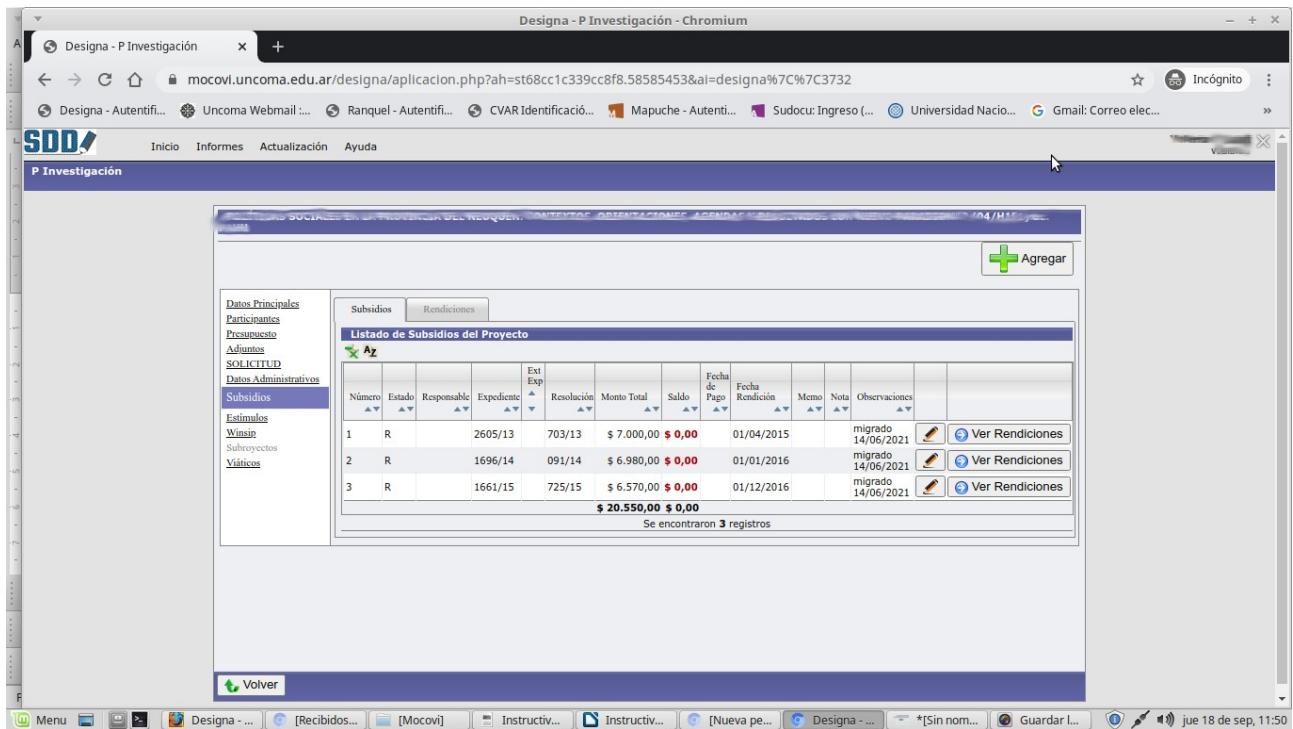 Designa - P Investigación - Chromium
Designa - P Investigación
mocovi.uncoma.edu.ar/designa/aplicacion.php?ah=st68cc1c339cc8f8.58585453&ai=designa%7C%7C3732
Incógnito
Designa - Autentifi... Uncoma Webmail :... Ranquel - Autentifi... CVAR Identificació... Mapuche - Autenti... Sudocu: Ingreso (... Universidad Nacio... Gmail: Correo elec... »
SDD Inicio Informes Actualización Ayuda
P Investigación
Agregar
Datos Principales
Participantes
Presupuesto
Adjuntos
SOLICITUD
Datos Administrativos
Subsidios
Estímulos
Winsip
Subroyectos
Viáticos
Subsidios Rendiciones
Listado de Subsidios del Proyecto
Número Estado Responsable Expediente Ext Exp Resolución Monto Total Saldo Fecha de Pago Fecha Rendición Memo Nota Observaciones
1 R 2605/13 703/13 $ 7.000,00 $ 0,00 01/04/2015 migrado 14/06/2021 Ver Rendiciones
2 R 1696/14 091/14 $ 6.980,00 $ 0,00 01/01/2016 migrado 14/06/2021 Ver Rendiciones
3 R 1661/15 725/15 $ 6.570,00 $ 0,00 01/12/2016 migrado 14/06/2021 Ver Rendiciones
$ 20.550,00 $ 0,00
Se encontraron 3 registros
Volver
Menu Designa - ... [Recibidos... [Mocovi] Instructiv... Instructiv... [Nueva pe... Designa - ... *[Sin nom... Guardar l... jue 18 de sep, 11:50